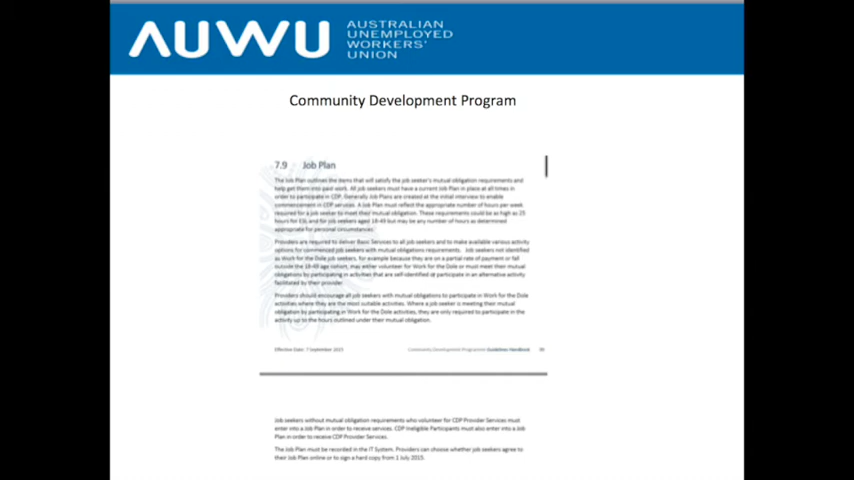 AUWU
AUSTRALIAN
UNEMPLOYED
WORKERS'
UNION
Community Development Program
7.9 Job Plan
The Job Plan outlines the items that will satisfy the job seeker's mutual obligation requirements and
help get them into paid work. All job seekers must have a current Job Plan in place at all times in
order to participate in CDP. Generally Job Plans are created at the initial interview to enable
commencement in CDP services. A Job Plan must reflect the appropriate number of hours per week
required for a job seeker to meet their mutual obligation. These requirements could be as high as 25
hours for job seekers aged 18-49 but may be any number of hours as determined
appropriate for personal circumstances.
Providers are required to deliver Basic Services to all job seekers and to make available various activity
options for commenced job seekers with mutual obligations requirements. Job seekers not identified
as Work for the Dole job seekers, for example because they are on a partial rate of payment or fall
outside the 18-49 age cohort, may either volunteer for Work for the Dole or must meet their mutual
obligations by participating in activities that are self-identified or participate in an alternative activity
facilitated by their provider.
Providers should encourage all job seekers with mutual obligations to participate in Work for the Dole
activities where they are the most suitable activities. Where a job seeker is meeting their mutual
obligation by participating in Work for the Dole activities, they are only required to participate in the
activity up to the hours outlined under their mutual obligation.
Effective Date: 7 September 2015 Community Development Programme Guidelines Handbook
Job seekers without mutual obligation requirements who volunteer for CDP Provider Services must
enter into a Job Plan in order to receive services. CDP Ineligible Participants must also enter into a Job
Plan in order to receive CDP Provider Services.
The Job Plan must be recorded in the IT System. Providers can choose whether job seekers agree to
their Job Plan online or to sign a hard copy from 1 July 2015.